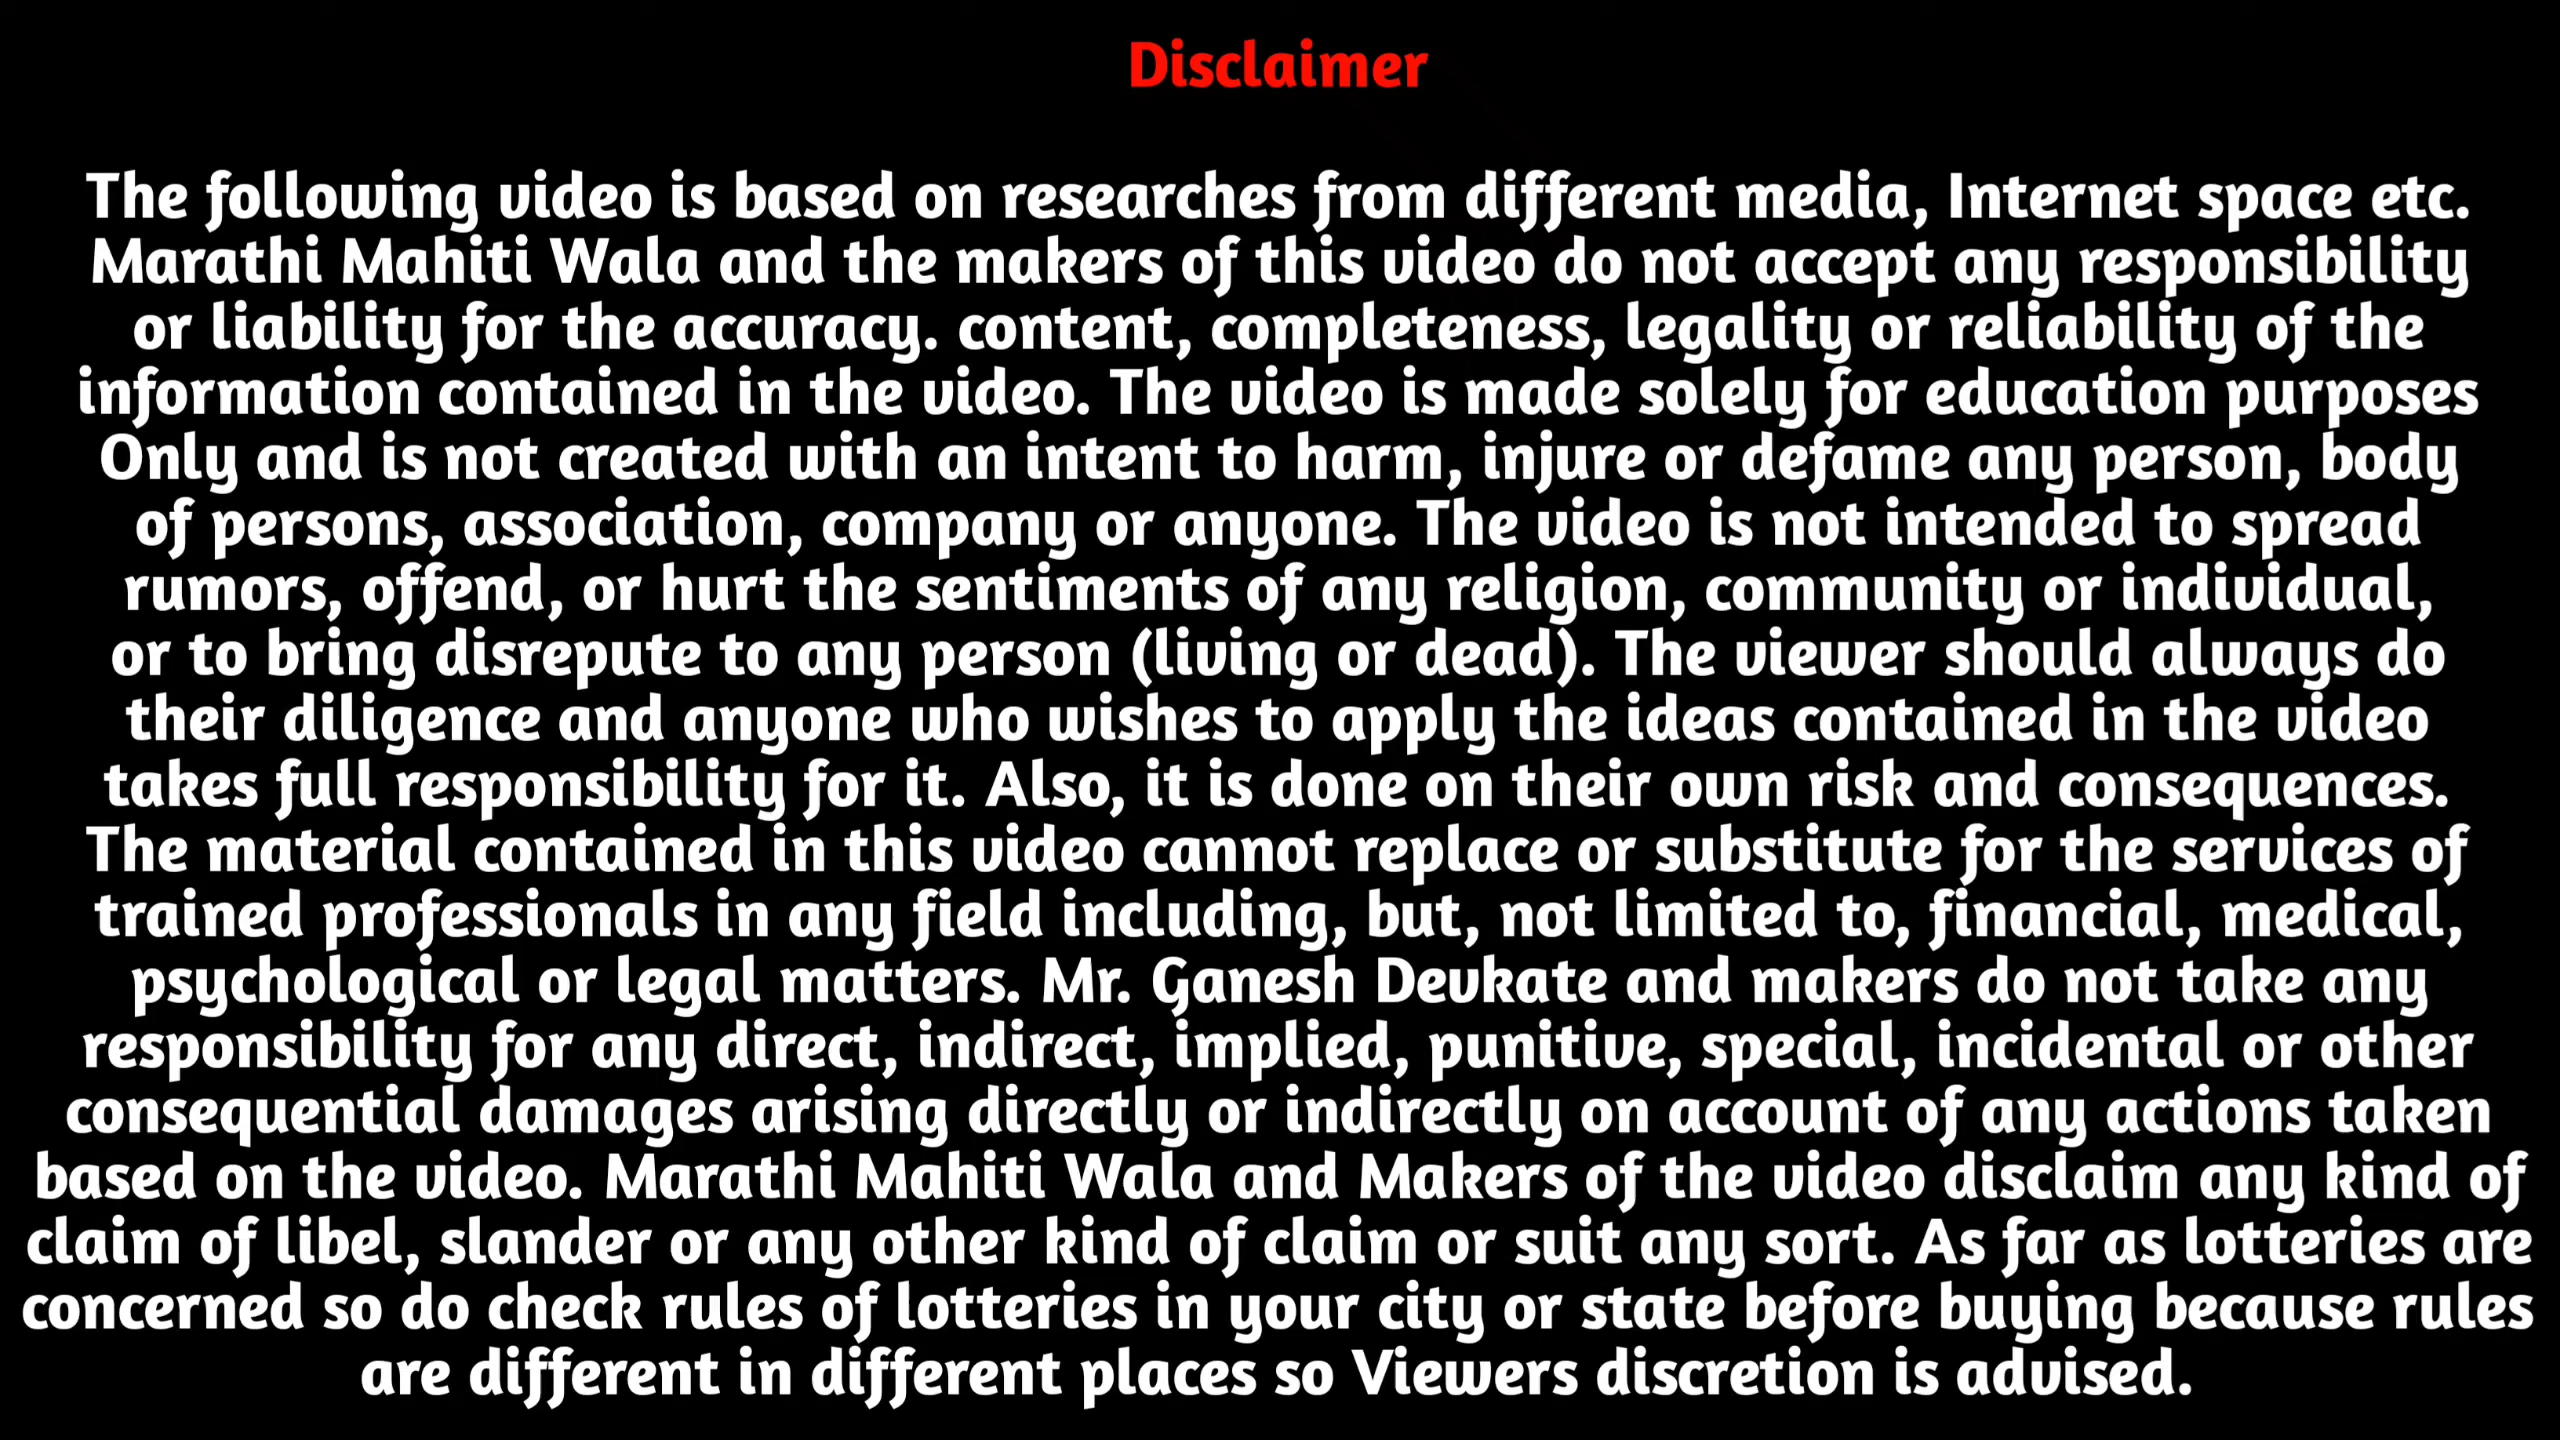 Disclaimer
The following video is based on researches from different media, Internet space etc.
Marathi Mahiti Wala and the makers of this video do not accept any responsibility
or liability for the accuracy. content, completeness, legality or reliability of the
information contained in the video. The video is made solely for education purposes
Only and is not created with an intent to harm, injure or defame any person, body
of persons, association, company or anyone. The video is not intended to spread
rumors, offend, or hurt the sentiments of any religion, community or individual,
or to bring disrepute to any person (living or dead). The viewer should always do
their diligence and anyone who wishes to apply the ideas contained in the video
takes full responsibility for it. Also, it is done on their own risk and consequences.
The material contained in this video cannot replace or substitute for the services of
trained professionals in any field including, but, not limited to, financial, medical,
psychological or legal matters. Mr. Ganesh Devkate and makers do not take any
responsibility for any direct, indirect, implied, punitive, special, incidental or other
consequential damages arising directly or indirectly on account of any actions taken
based on the video. Marathi Mahiti Wala and Makers of the video disclaim any kind of
claim of libel, slander or any other kind of claim or suit any sort. As far as lotteries are
concerned so do check rules of lotteries in your city or state before buying because rules
are different in different places so Viewers discretion is advised.